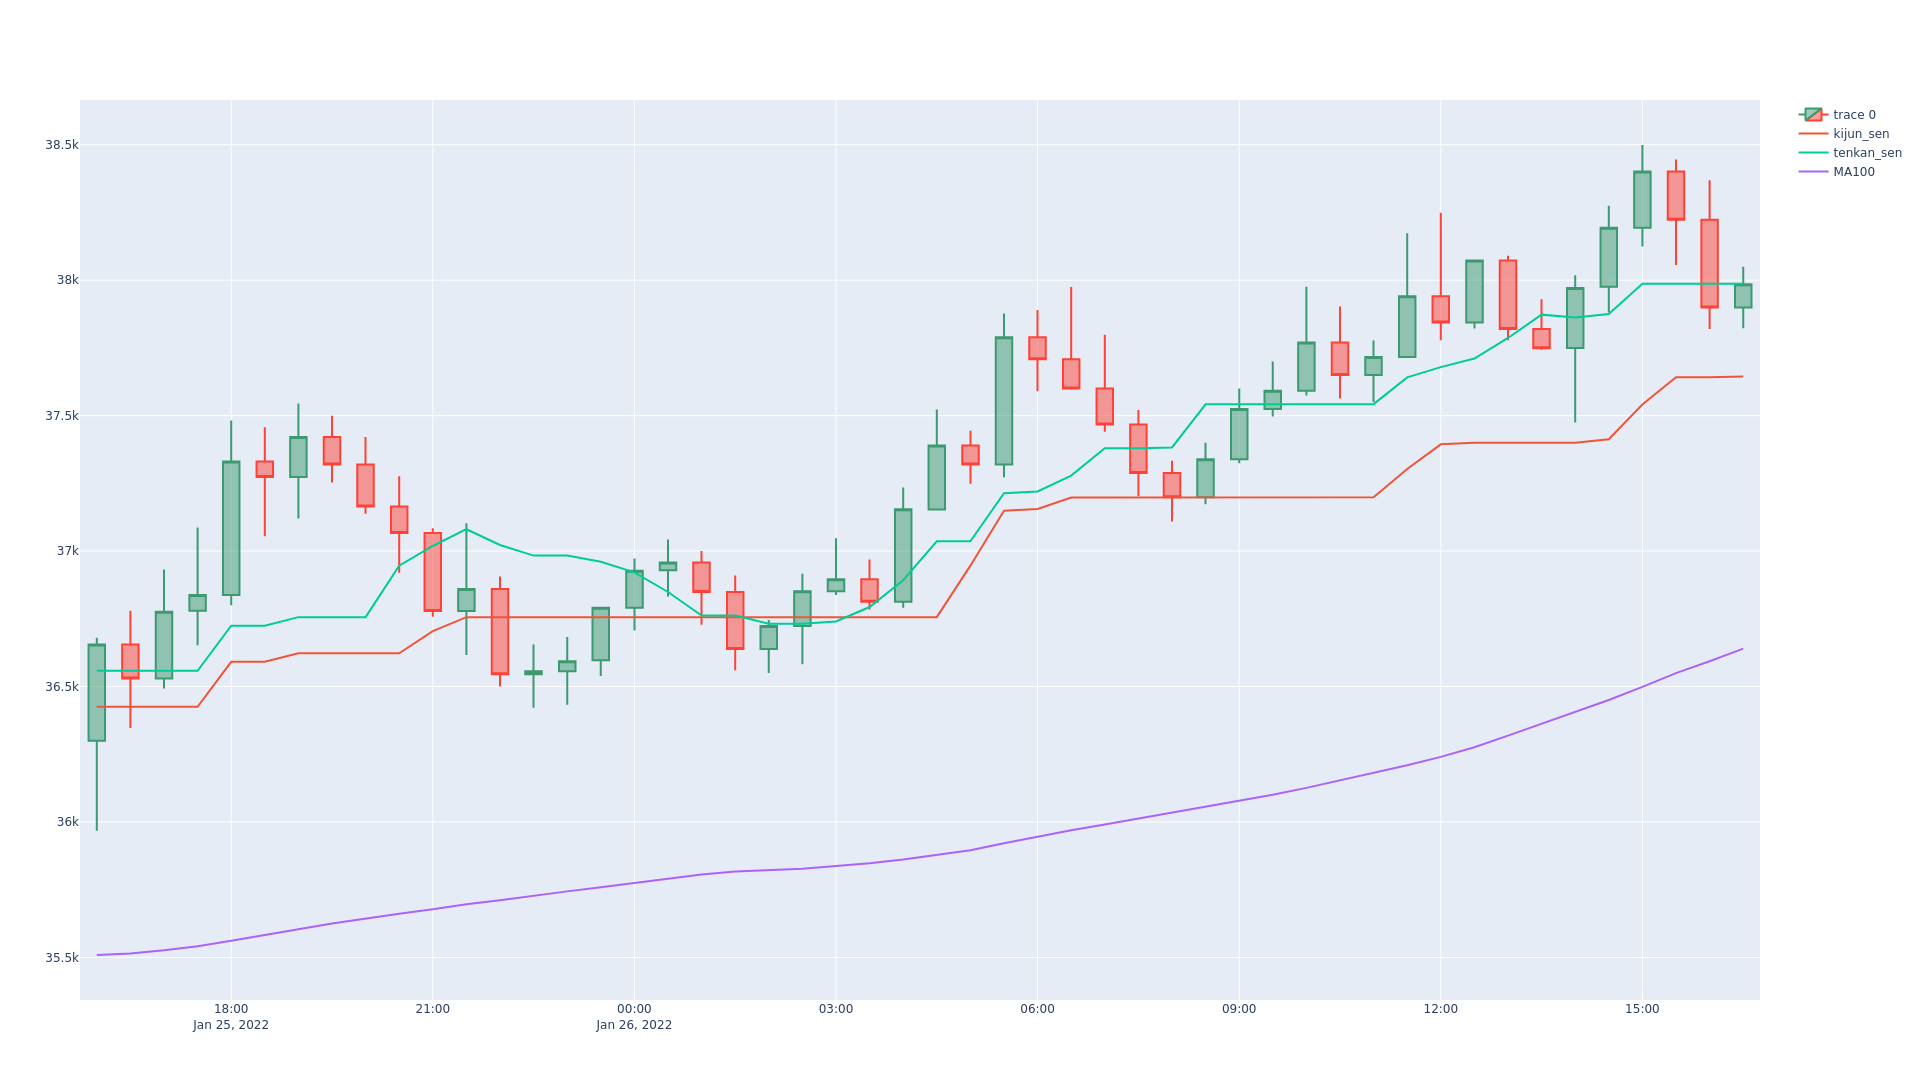 38.5k
38k
37.5k
37k
36.5k
36k
35.5k
18:00
Jan 25, 2022
21:00
00:00
Jan 26, 2022
03:00
06:00
09:00
12:00
15:00
trace 0
kijun_sen
tenkan_sen
MA100